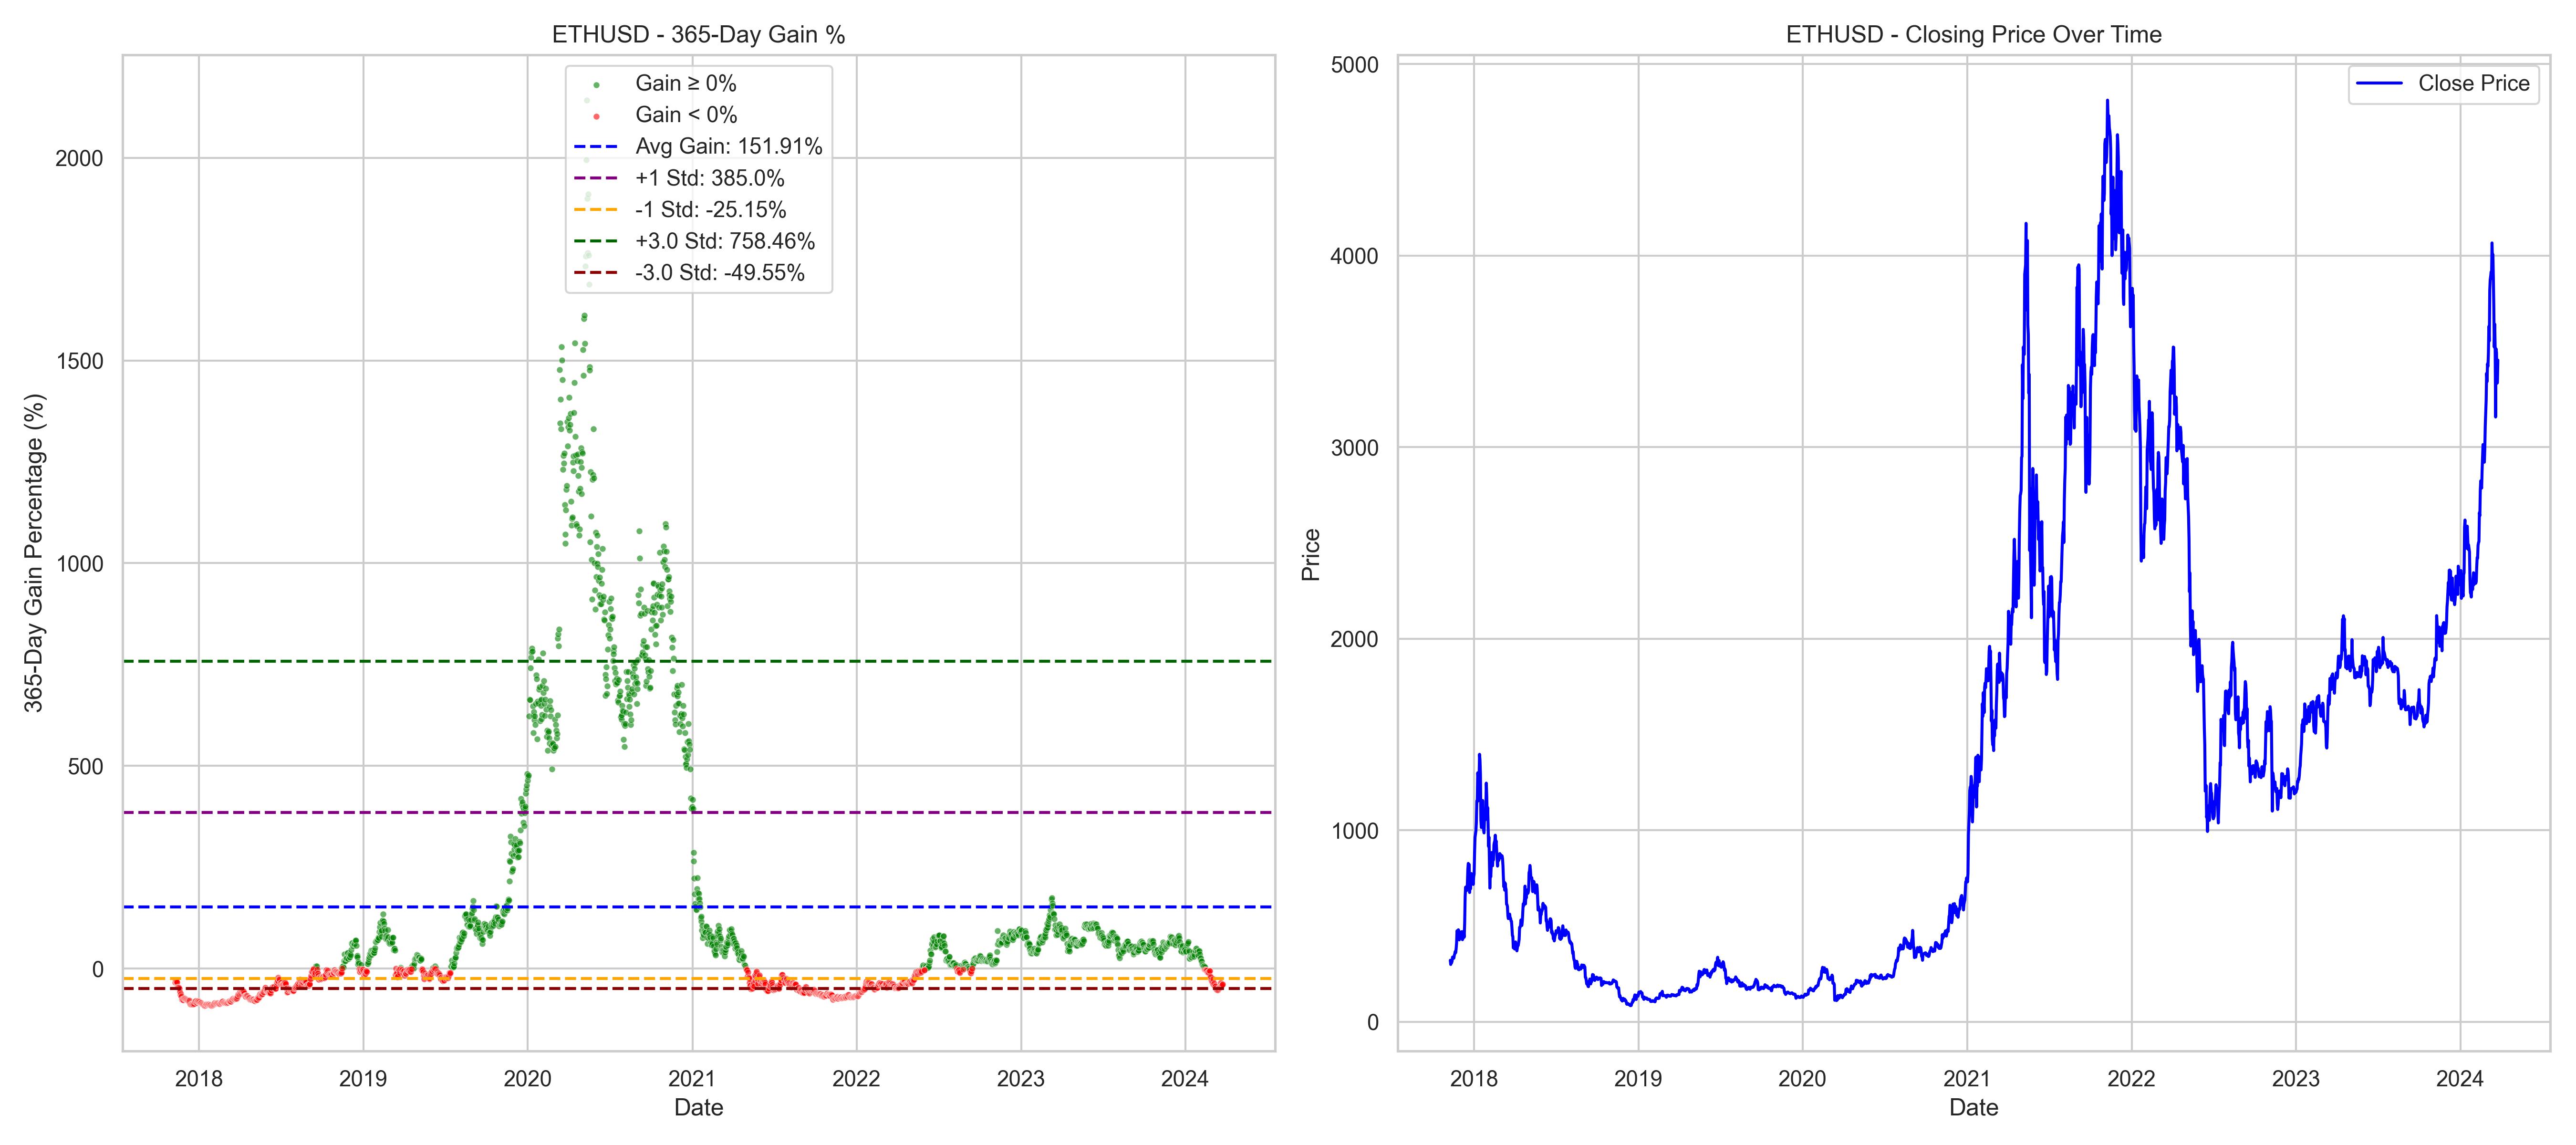 ETHUSD - 365-Day Gain %
Gain ≥ 0%
Gain < 0%
Avg Gain: 151.91%
+1 Std: 385.0%
-1 Std: -25.15%
+3.0 Std: 758.46%
-3.0 Std: -49.55%
365-Day Gain Percentage (%)
2000
1500
1000
500
0
2018 2019 2020 2021 2022 2023 2024
Date
ETHUSD - Closing Price Over Time
Close Price
Price
5000
4000
3000
2000
1000
0
2018 2019 2020 2021 2022 2023 2024
Date